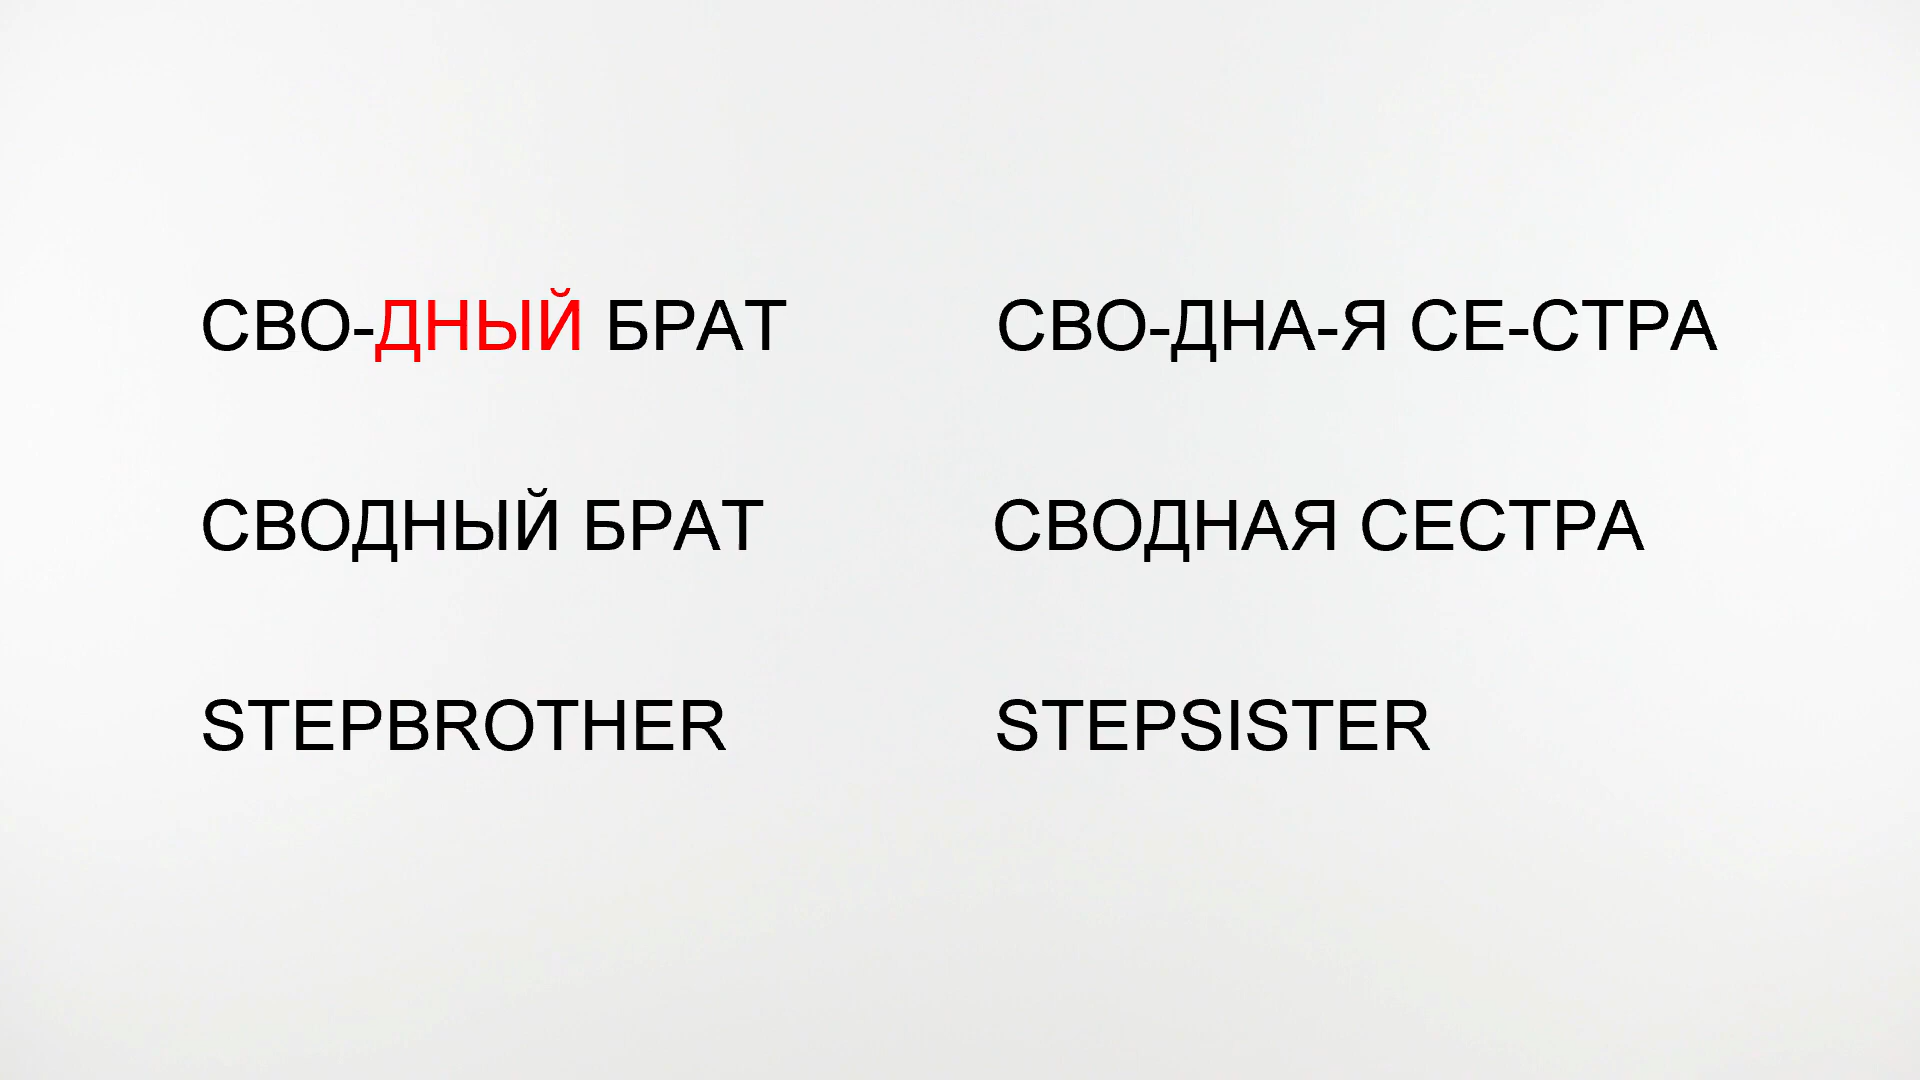 СВО-ДНЫЙ БРАТ
СВО-ДНА-Я СЕ-СТРА
СВОДНЫЙ БРАТ
СВОДНАЯ СЕСТРА
STEPBROTHER
STEPSISTER